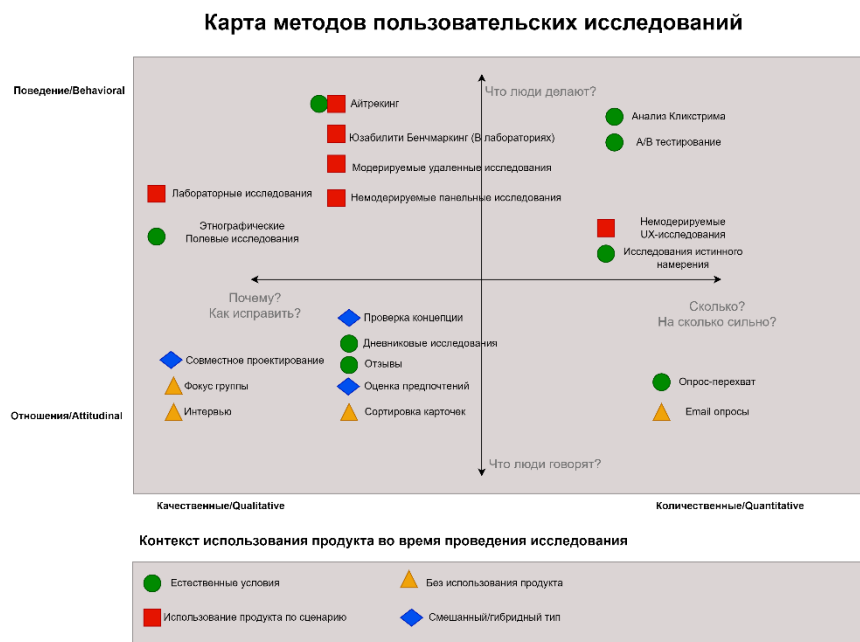 Карта методов пользовательских исследований
Поведение/Behavioral
Что люди делают?
Айтрекинг
Анализ Кликстрима
Юзабилити Бенчмаркинг (В лабораториях)
A/B тестирование
Модерируемые удаленные исследования
Лабораторные исследования
Немодерируемые панельные исследования
Этнографические
Полевые исследования
Немодерируемые
UX-исследования
Исследования истинного
намерения
Почему?
Как исправить?
Сколько?
На сколько сильно?
Проверка концепции
Дневниковые исследования
Совместное проектирование
Отзывы
Фокус группы
Оценка предпочтений
Опрос-перехват
Отношения/Attitudinal
Интервью
Сортировка карточек
Email опросы
Что люди говорят?
Качественные/Qualitative
Количественные/Quantitative
Контекст использования продукта во время проведения исследования
Естественные условия
Без использования продукта
Использование продукта по сценарию
Смешанный/гибридный тип